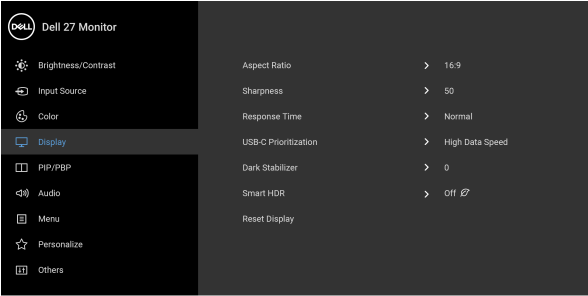 DELL Dell 27 Monitor
Brightness/Contrast
Input Source
Color
Display
PIP/PBP
Audio
Menu
Personalize
Others
Aspect Ratio > 16:9
Sharpness > 50
Response Time > Normal
USB-C Prioritization > High Data Speed
Dark Stabilizer > 0
Smart HDR > Off
Reset Display